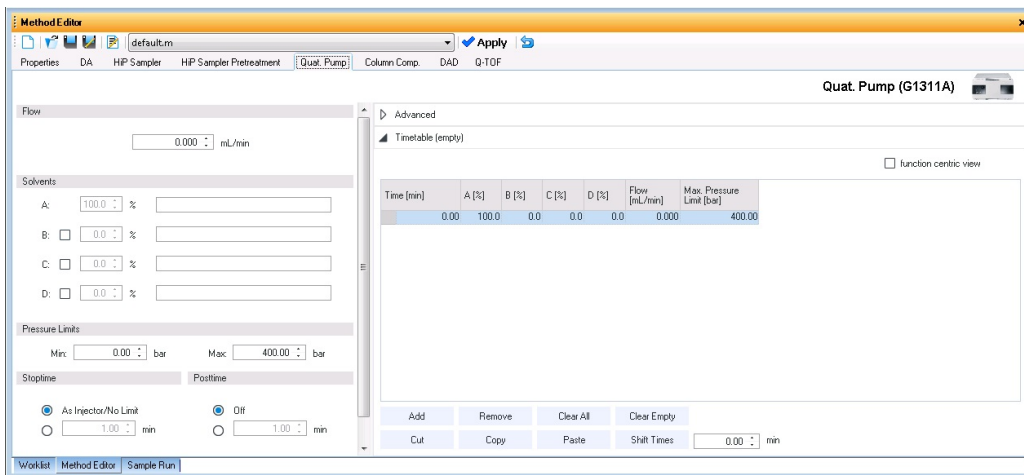 Method Editor
default.m
Apply
Properties DA HiP Sampler HiP Sampler Pretreatment Quat. Pump Column Comp. DAD Q-TOF
Quat. Pump (G1311A)
Flow
0.000 mL/min
Solvents
A: 100.0 %
B: 0.0 %
C: 0.0 %
D: 0.0 %
Pressure Limits
Min: 0.00 bar Max: 400.00 bar
Stoptime Posttime
As Injector/No Limit Off
1.00 min 1.00 min
Advanced
Timetable (empty)
function centric view
Time [min] A [%] B [%] C [%] D [%] Flow [mL/min] Max. Pressure Limit [bar]
0.00 100.0 0.0 0.0 0.0 0.000 400.00
Add Remove Clear All Clear Empty
Cut Copy Paste Shift Times 0.00 min
Worklist Method Editor Sample Run